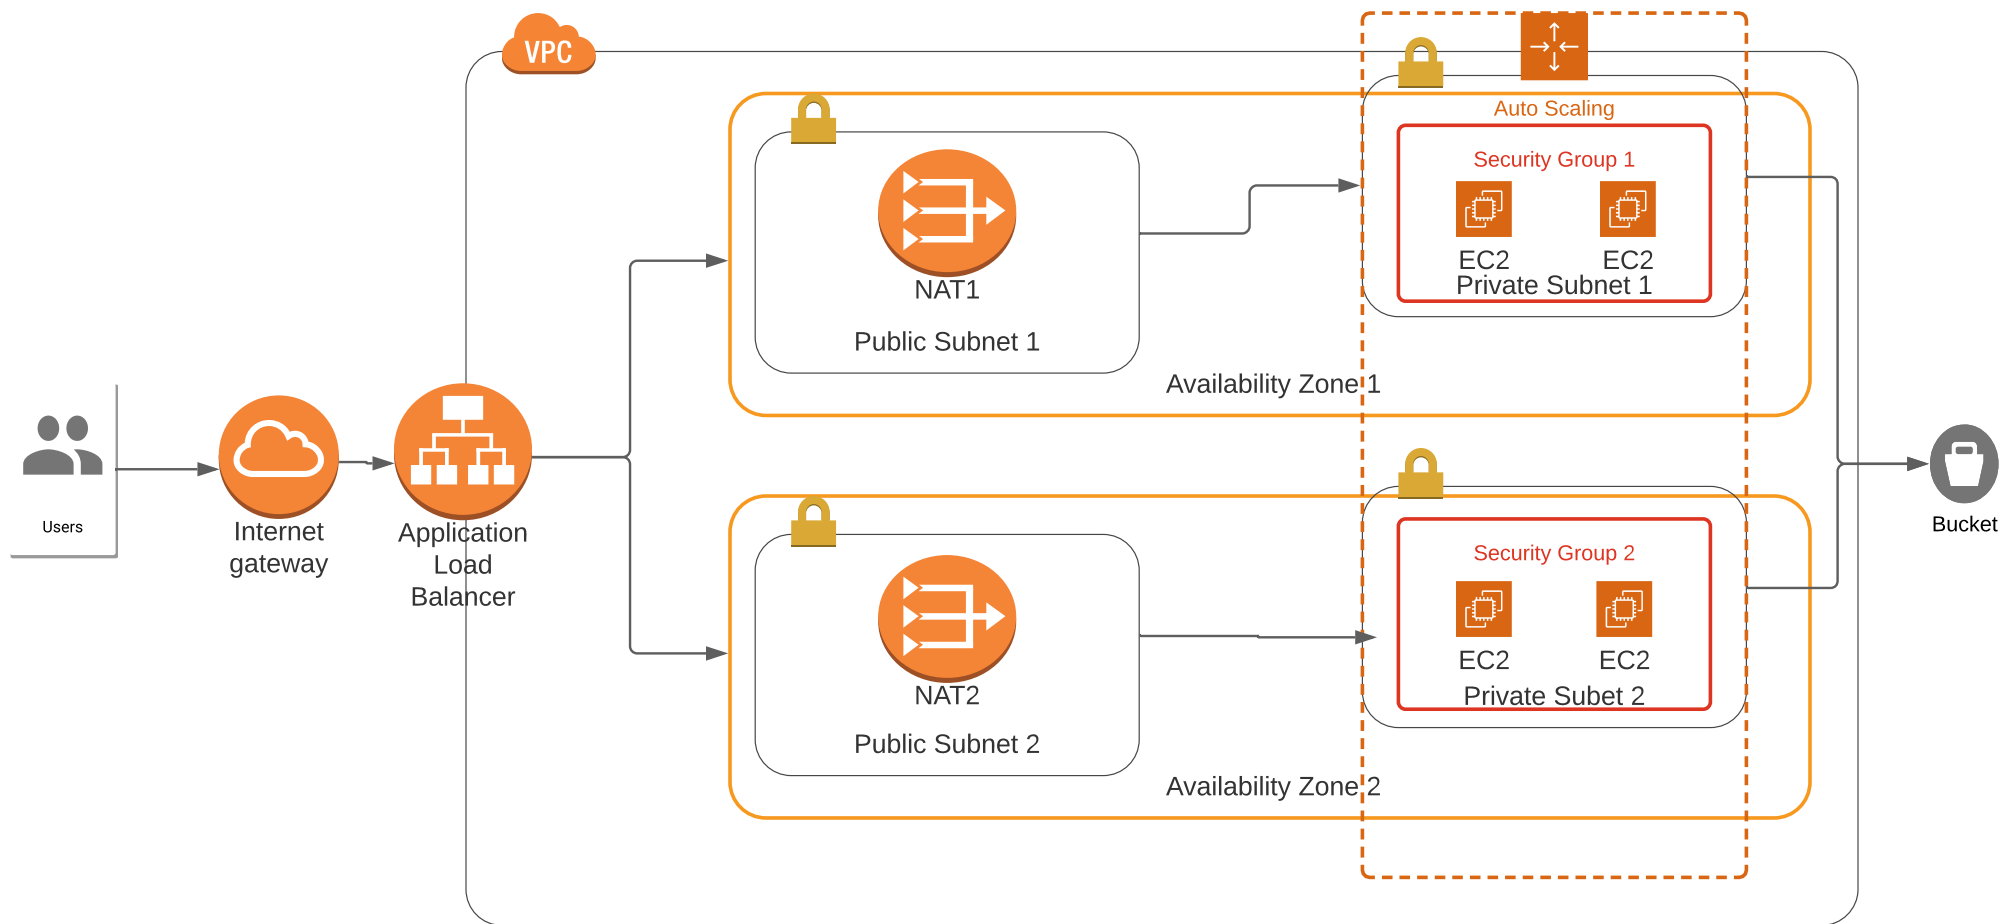 VPC
Auto Scaling
Security Group 1
EC2
EC2
Private Subnet 1
NAT1
Public Subnet 1
Availability Zone 1
Users
Internet
gateway
Application
Load
Balancer
Bucket
Security Group 2
EC2
EC2
Private Subet 2
NAT2
Public Subnet 2
Availability Zone 2